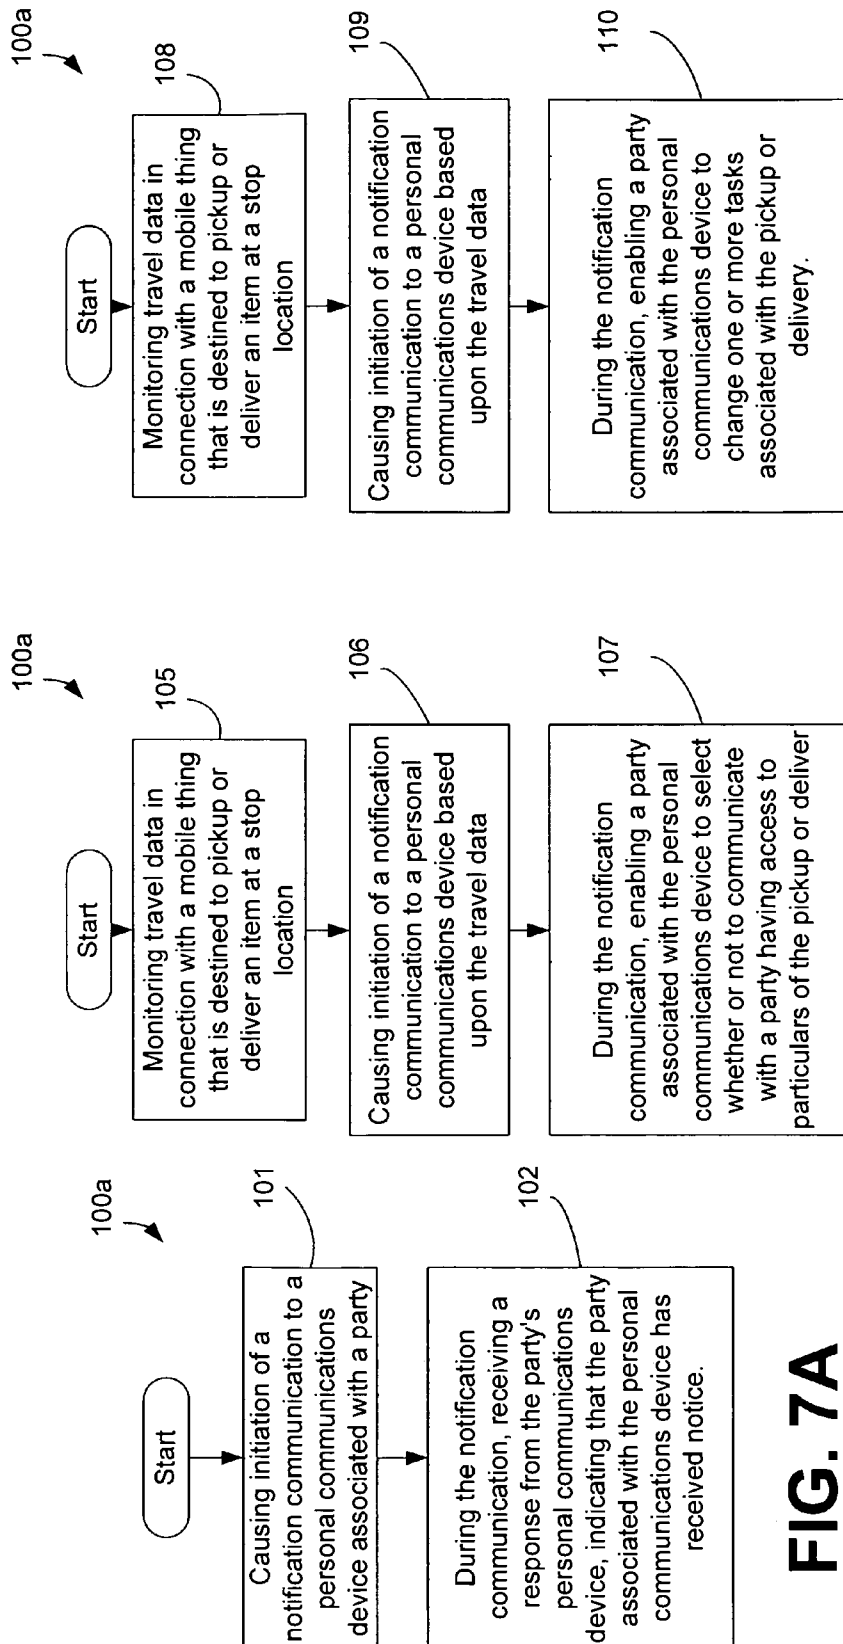 100a
Start
101
Causing initiation of a
notification communication to a
personal communications
device associated with a party
102
During the notification
communication, receiving a
response from the party's
personal communications
device, indicating that the party
associated with the personal
communications device has
received notice.
100a
Start
105
Monitoring travel data in
connection with a mobile thing
that is destined to pickup or
deliver an item at a stop
location
106
Causing initiation of a notification
communication to a personal
communications device based
upon the travel data
107
During the notification
communication, enabling a party
associated with the personal
communications device to select
whether or not to communicate
with a party having access to
particulars of the pickup or deliver
100a
Start
108
Monitoring travel data in
connection with a mobile thing
that is destined to pickup or
deliver an item at a stop
location
109
Causing initiation of a notification
communication to a personal
communications device based
upon the travel data
110
During the notification
communication, enabling a party
associated with the personal
communications device to
change one or more tasks
associated with the pickup or
delivery.
FIG. 7A